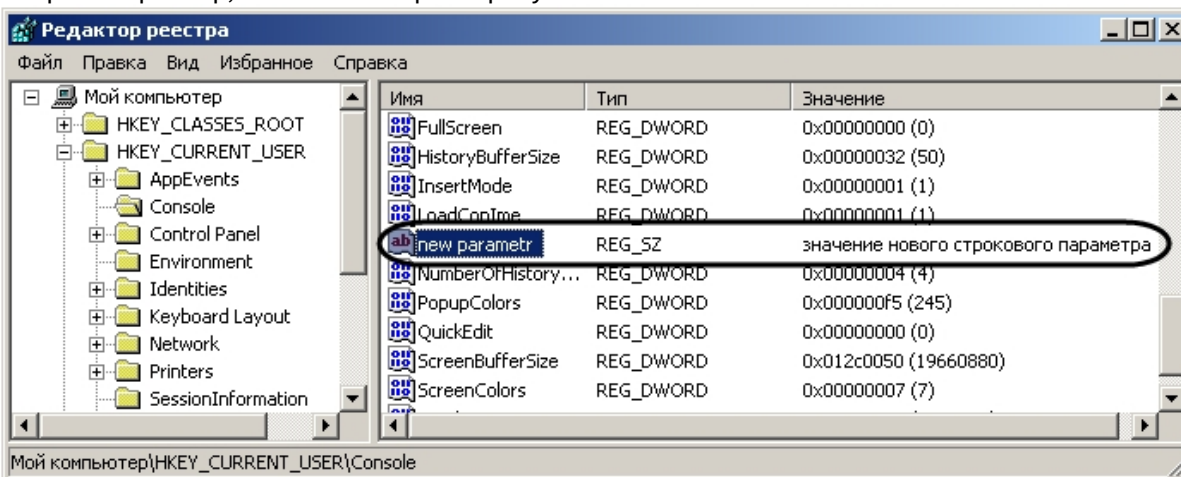 Редактор реестра
Файл Правка Вид Избранное Справка
Мой компьютер
HKEY_CLASSES_ROOT
HKEY_CURRENT_USER
AppEvents
Console
Control Panel
Environment
Identities
Keyboard Layout
Network
Printers
SessionInformation
Имя Тип Значение
FullScreen REG_DWORD 0x00000000 (0)
HistoryBufferSize REG_DWORD 0x00000032 (50)
InsertMode REG_DWORD 0x00000001 (1)
LoadConIme REG_DWORD 0x00000001 (1)
new parametr REG_SZ значение нового строкового параметра
NumberOfHistory... REG_DWORD 0x00000004 (4)
PopupColors REG_DWORD 0x000000f5 (245)
QuickEdit REG_DWORD 0x00000000 (0)
ScreenBufferSize REG_DWORD 0x012c0050 (19660880)
ScreenColors REG_DWORD 0x00000007 (7)
Мой компьютер\HKEY_CURRENT_USER\Console